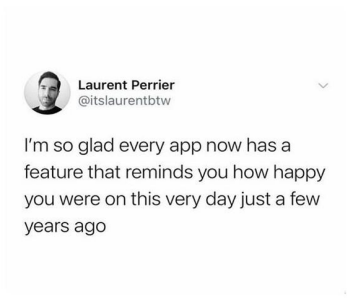 Laurent Perrier
@itslaurentbtw
I'm so glad every app now has a
feature that reminds you how happy
you were on this very day just a few
years ago